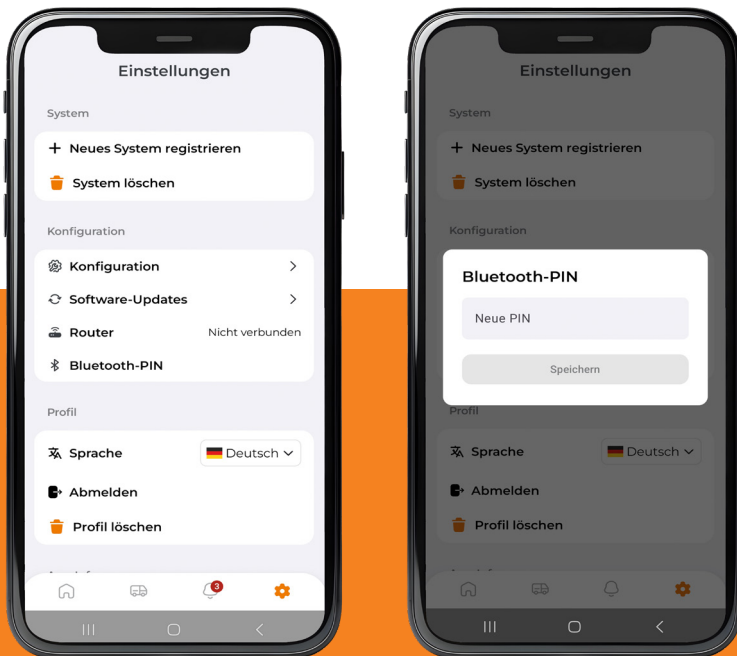 Einstellungen
System
Neues System registrieren
System löschen
Konfiguration
Konfiguration
Software-Updates
Router Nicht verbunden
Bluetooth-PIN
Profil
Sprache Deutsch
Abmelden
Profil löschen
3
Einstellungen
System
Neues System registrieren
System löschen
Konfiguration
Bluetooth-PIN
Neue PIN
Speichern
Profil
Sprache Deutsch
Abmelden
Profil löschen